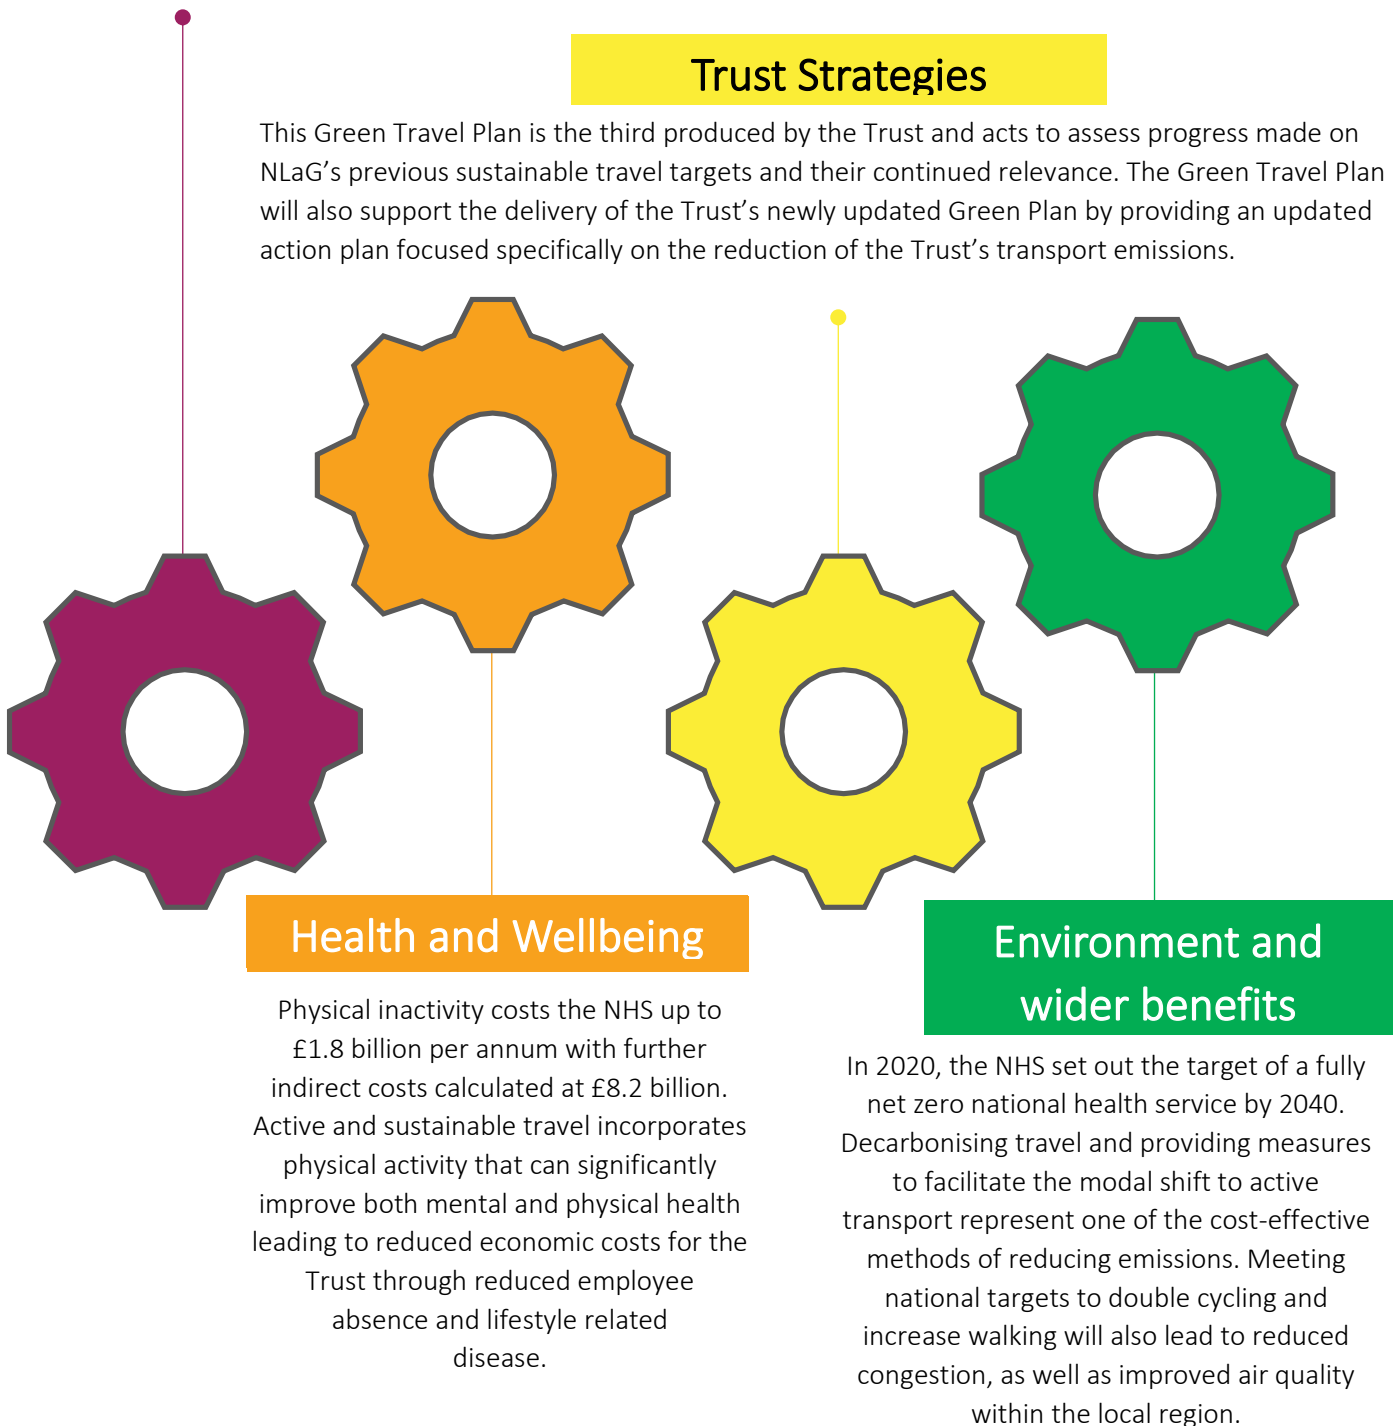 Trust Strategies
This Green Travel Plan is the third produced by the Trust and acts to assess progress made on
NLaG’s previous sustainable travel targets and their continued relevance. The Green Travel Plan
will also support the delivery of the Trust’s newly updated Green Plan by providing an updated
action plan focused specifically on the reduction of the Trust’s transport emissions.
Health and Wellbeing
Physical inactivity costs the NHS up to
£1.8 billion per annum with further
indirect costs calculated at £8.2 billion.
Active and sustainable travel incorporates
physical activity that can significantly
improve both mental and physical health
leading to reduced economic costs for the
Trust through reduced employee
absence and lifestyle related
disease.
Environment and
wider benefits
In 2020, the NHS set out the target of a fully
net zero national health service by 2040.
Decarbonising travel and providing measures
to facilitate the modal shift to active
transport represent one of the cost-effective
methods of reducing emissions. Meeting
national targets to double cycling and
increase walking will also lead to reduced
congestion, as well as improved air quality
within the local region.